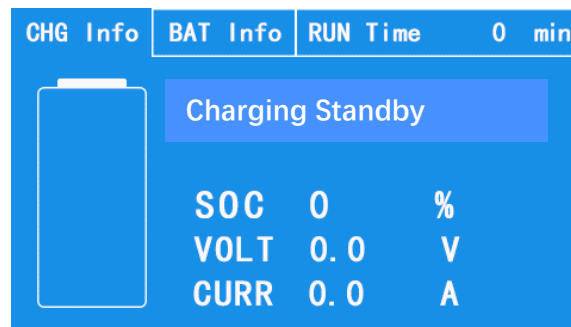 CHG Info BAT Info RUN Time 0 min
Charging Standby
SOC 0 %
VOLT 0.0 V
CURR 0.0 A